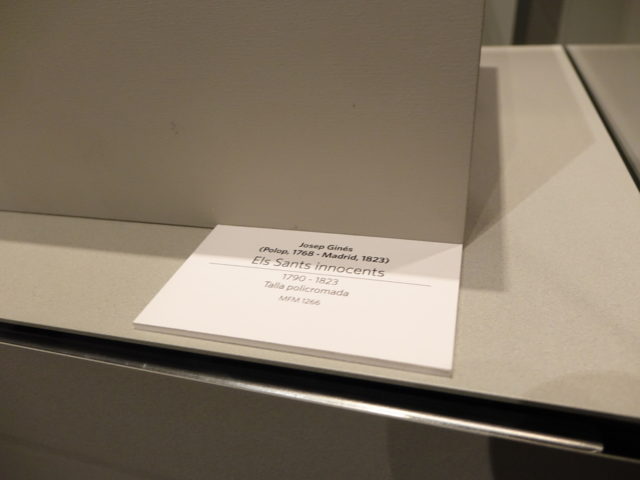 Josep Ginés
(Polop, 1768 - Madrid, 1823)
Els Sants innocents
1790 - 1823
Talla policromada
MFM 1266